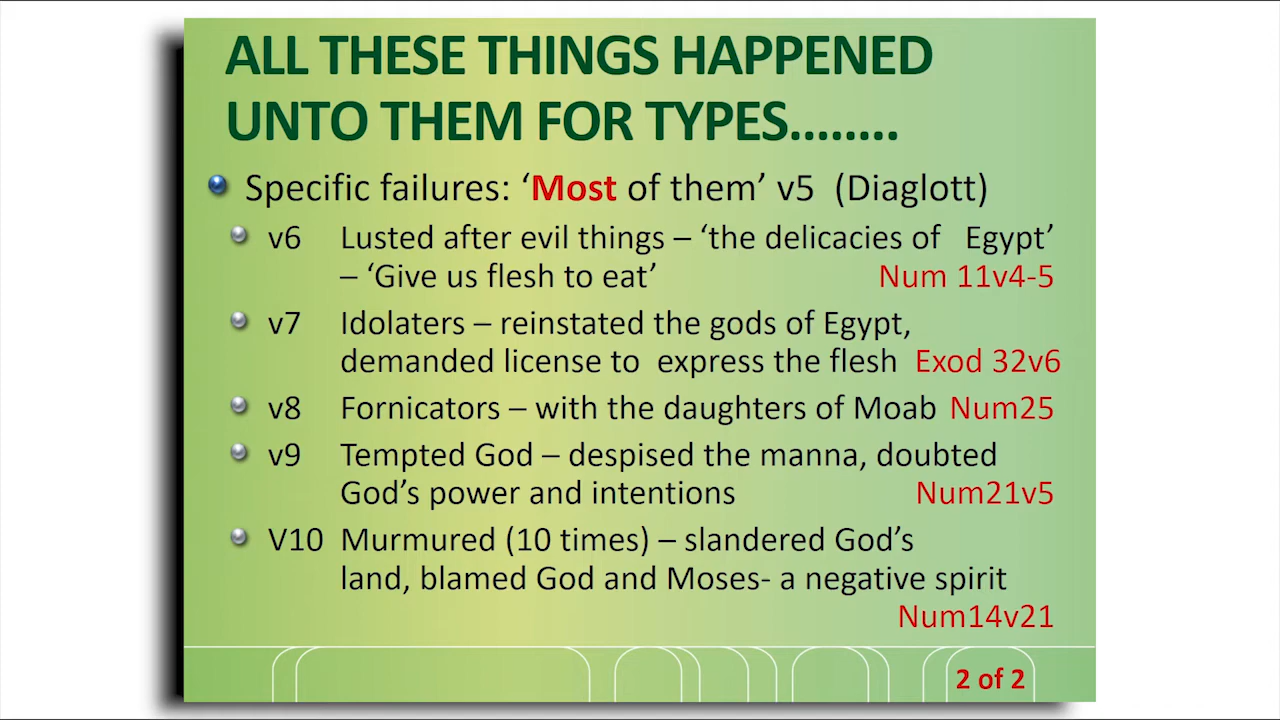 ALL THESE THINGS HAPPENED
UNTO THEM FOR TYPES........
Specific failures: ‘Most of them’ v5 (Diaglott)
v6 Lusted after evil things – ‘the delicacies of Egypt’
– ‘Give us flesh to eat’ Num 11v4-5
v7 Idolaters – reinstated the gods of Egypt,
demanded license to express the flesh Exod 32v6
v8 Fornicators – with the daughters of Moab Num25
v9 Tempted God – despised the manna, doubted
God’s power and intentions Num21v5
V10 Murmured (10 times) – slandered God’s
land, blamed God and Moses- a negative spirit
Num14v21
2 of 2